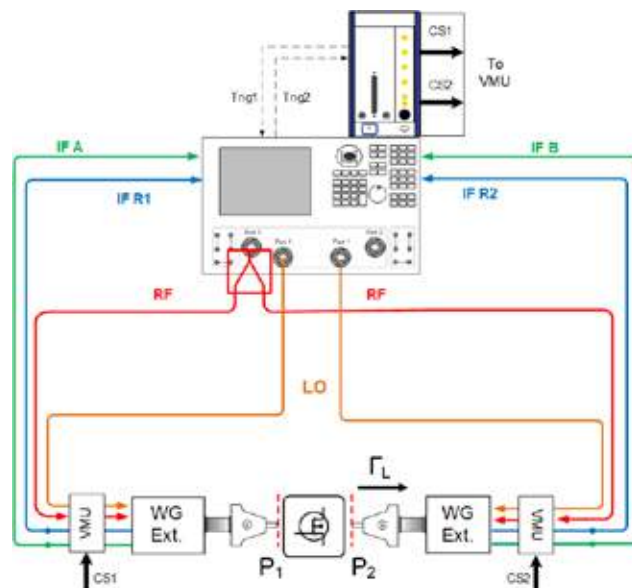 CS1
To
CS2
VMU
Trig1
Trig2
IF A
IF B
IF R1
IF R2
RF
RF
LO
ΓL
VMU
WG
Ext.
WG
Ext.
VMU
P1
P2
CS1
CS2